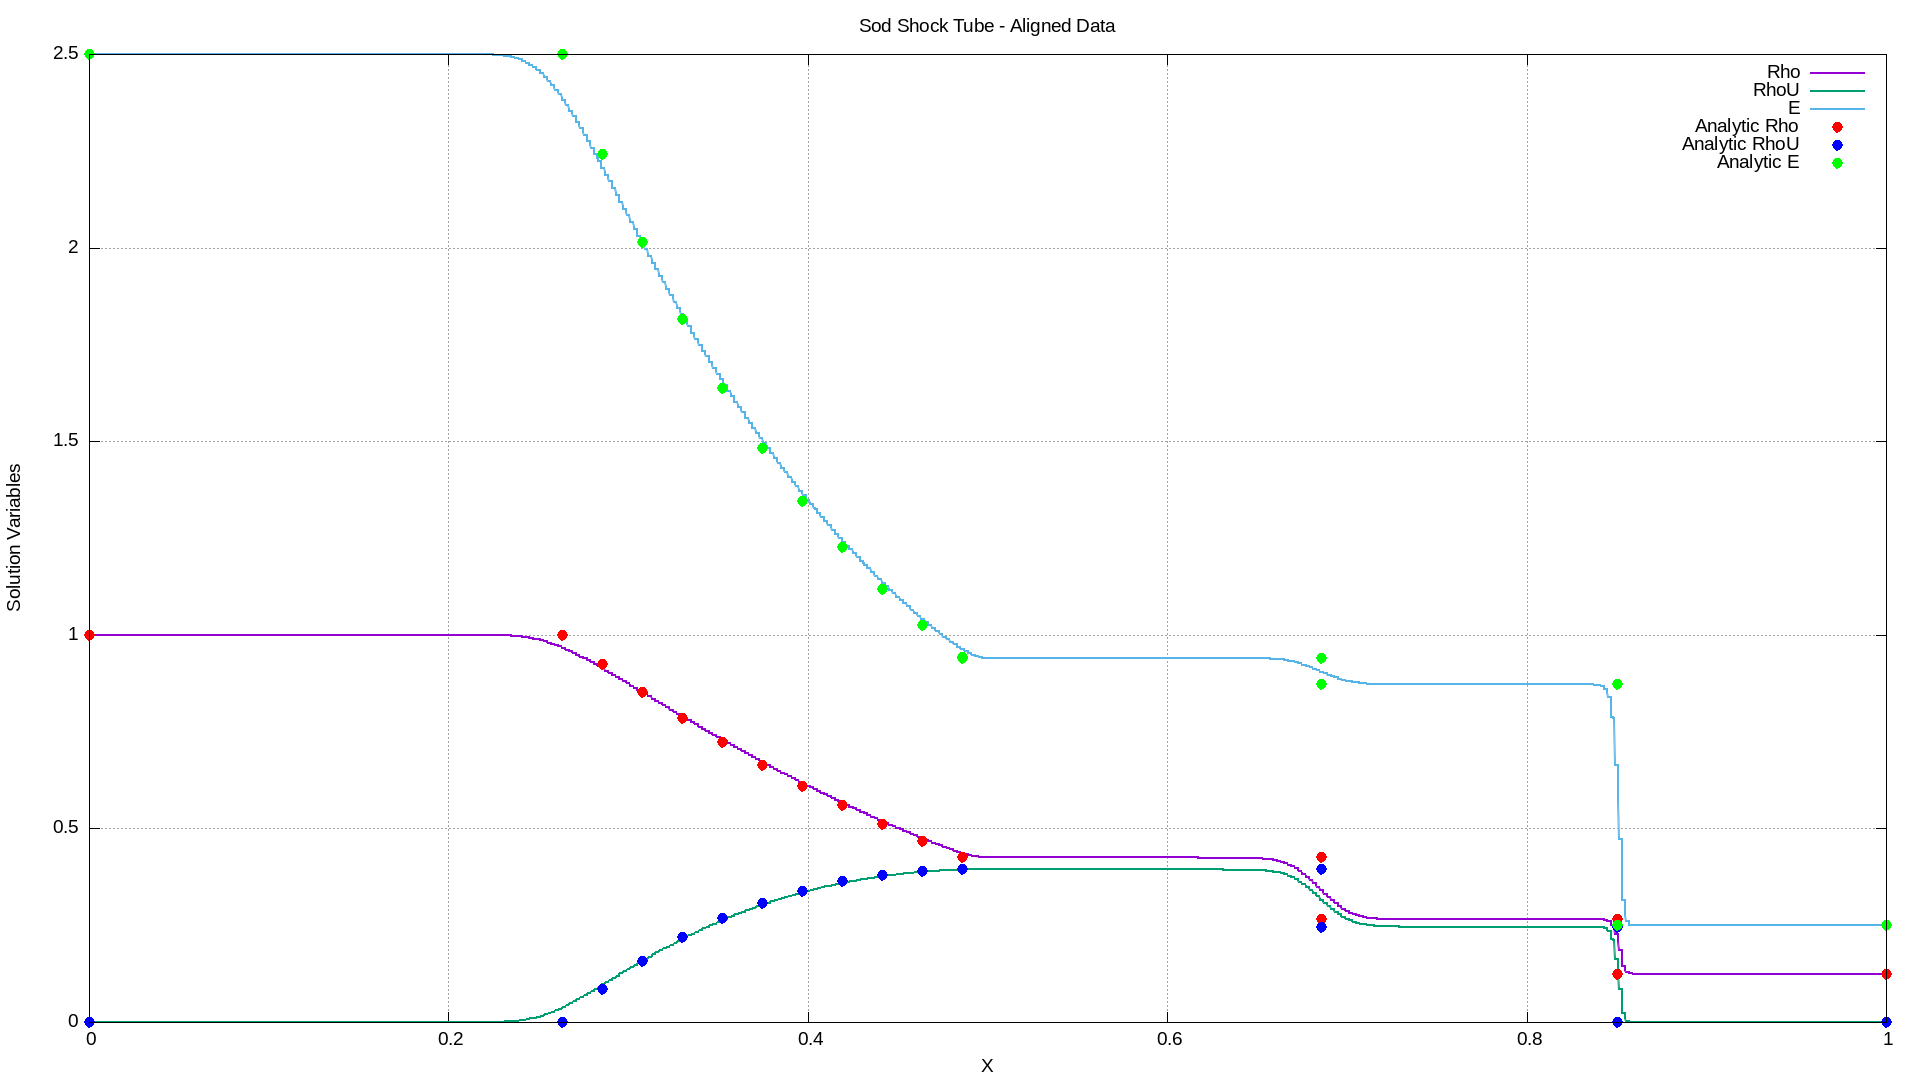 Sod Shock Tube - Aligned Data
2.5
2
1.5
1
0.5
0
Solution Variables
Rho
RhoU
E
Analytic Rho
Analytic RhoU
Analytic E
0
0.2
0.4
0.6
0.8
1
X